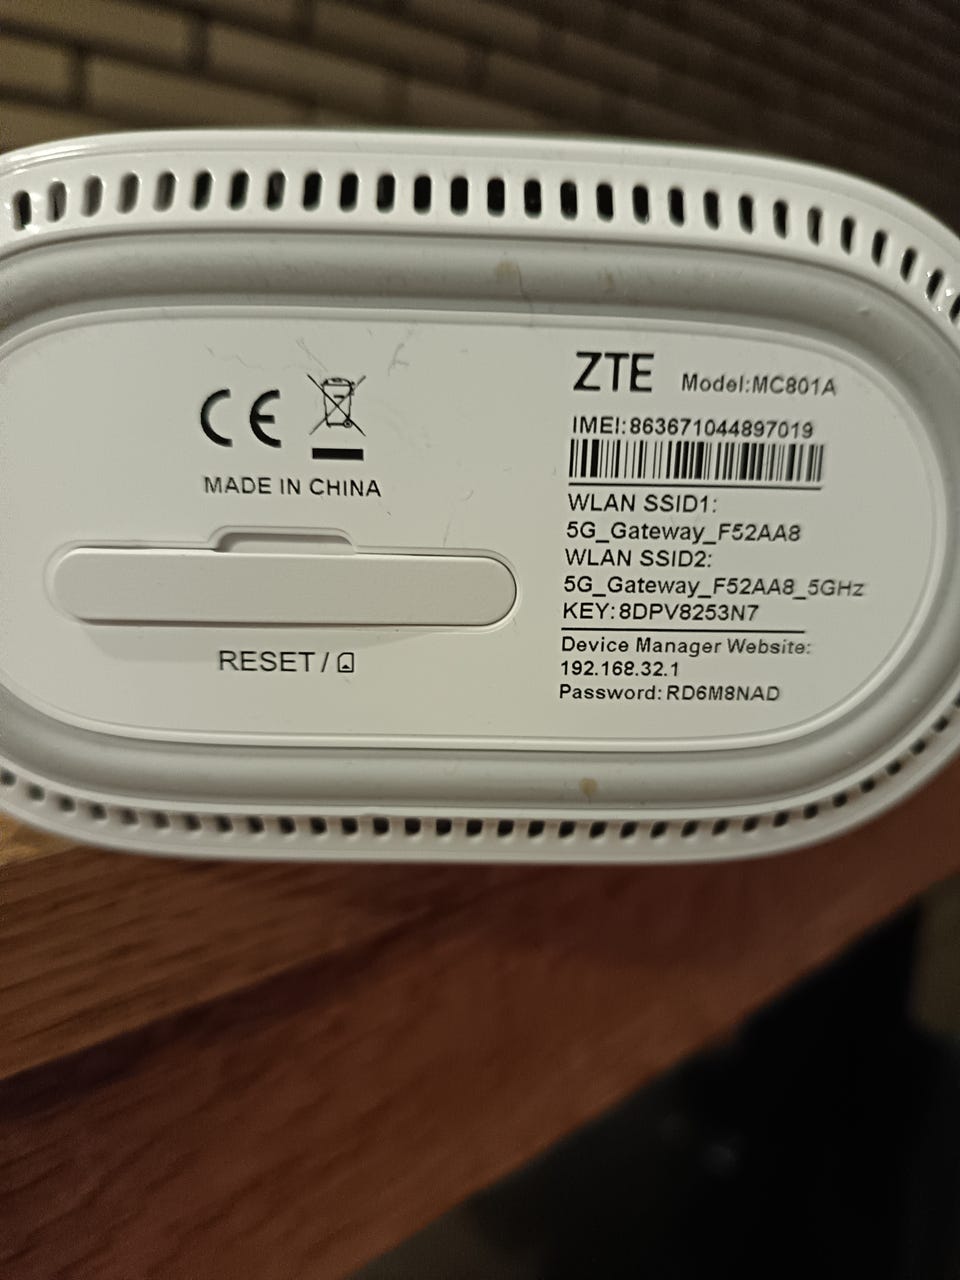 CE
MADE IN CHINA
RESET /
ZTE Model:MC801A
IMEI:863671044897019
WLAN SSID1:
5G_Gateway_F52AA8
WLAN SSID2:
5G_Gateway_F52AA8_5GHz
KEY:8DPV8253N7
Device Manager Website:
192.168.32.1
Password: RD6M8NAD